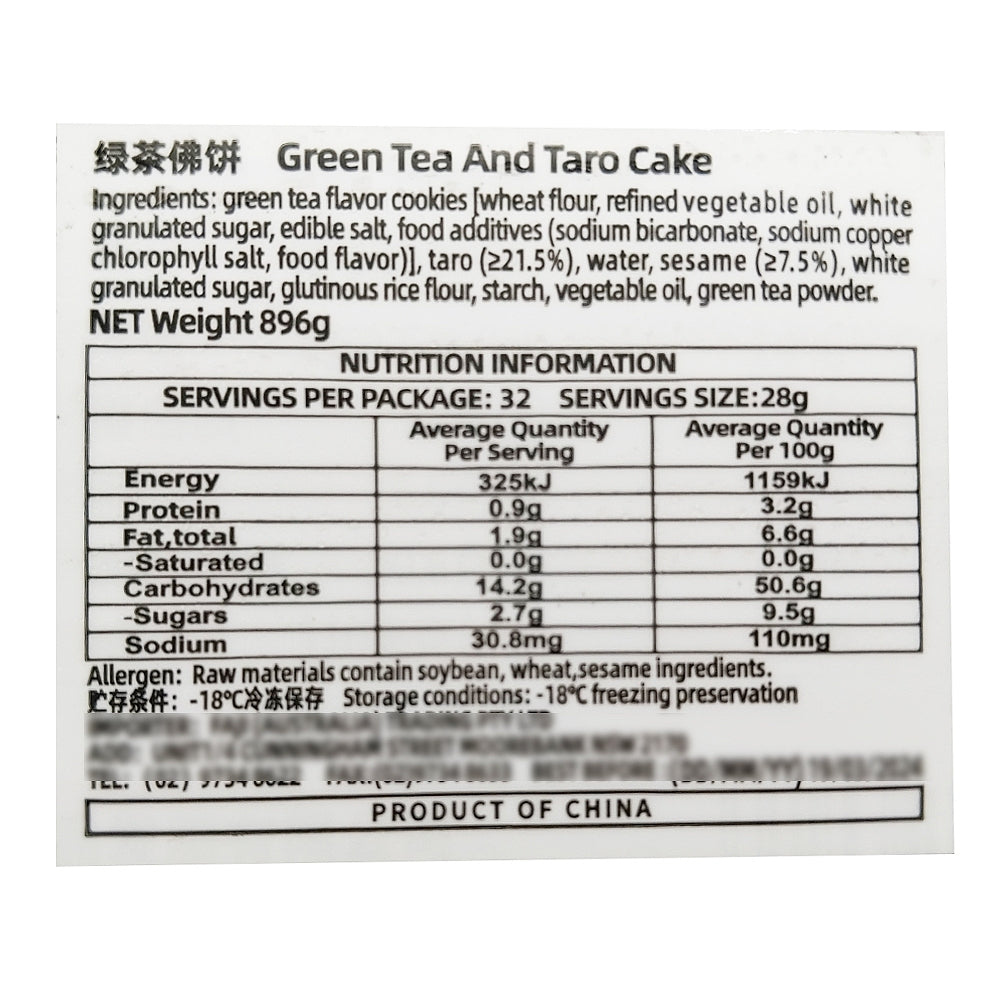 绿茶佛饼 Green Tea And Taro Cake
Ingredients: green tea flavor cookies [wheat flour, refined vegetable oil, white
granulated sugar, edible salt, food additives (sodium bicarbonate, sodium copper
chlorophyll salt, food flavor)], taro (≥21.5%), water, sesame (≥7.5%), white
granulated sugar, glutinous rice flour, starch, vegetable oil, green tea powder.
NET Weight 896g
NUTRITION INFORMATION
SERVINGS PER PACKAGE: 32 SERVINGS SIZE:28g
Average Quantity Per Serving Average Quantity Per 100g
Energy 325kJ 1159kJ
Protein 0.9g 3.2g
Fat,total 1.9g 6.6g
-Saturated 0.0g 0.0g
Carbohydrates 14.2g 50.6g
-Sugars 2.7g 9.5g
Sodium 30.8mg 110mg
Allergen: Raw materials contain soybean, wheat,sesame ingredients.
贮存条件: -18℃冷冻保存 Storage conditions: -18℃ freezing preservation
PRODUCT OF CHINA